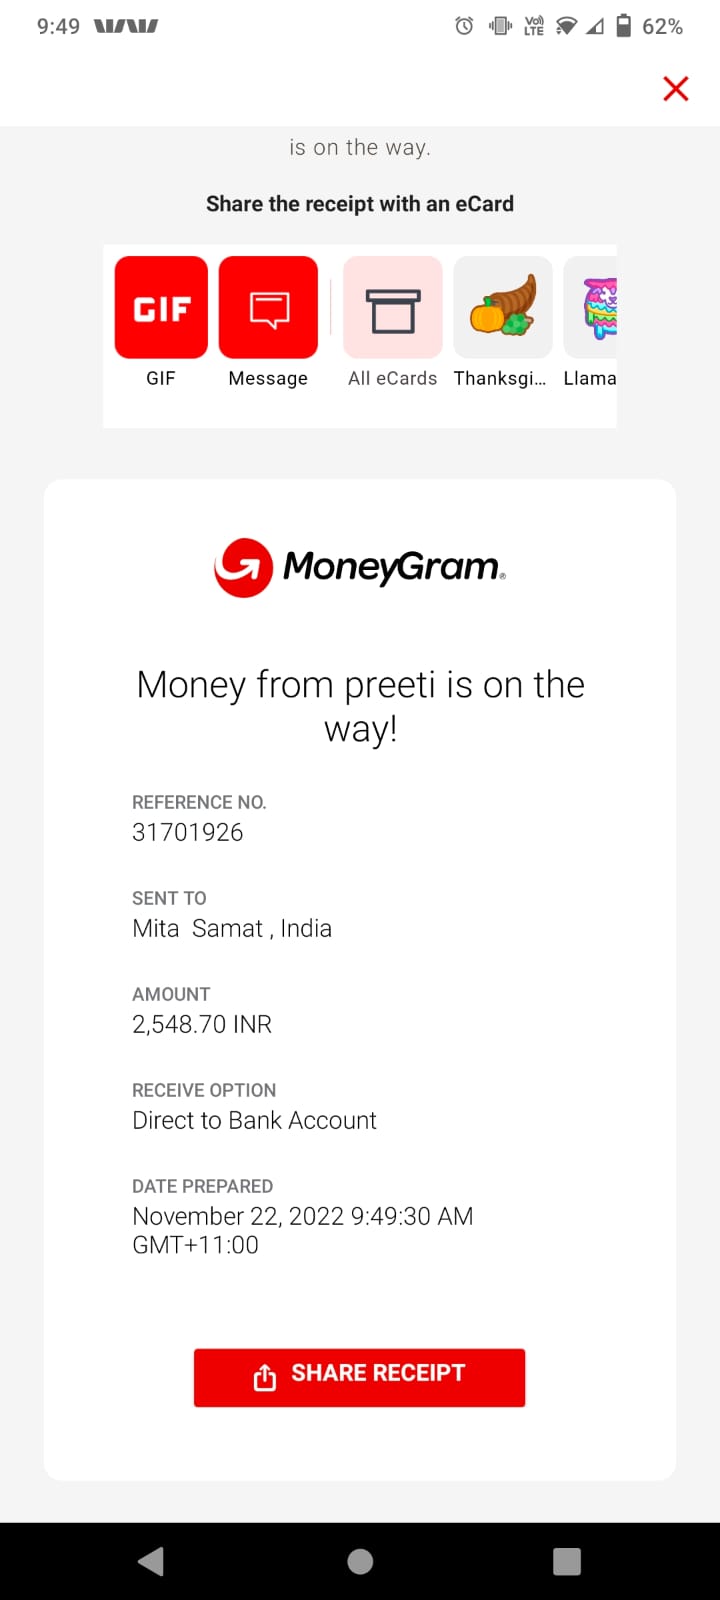 9:49
Vo)
LTE
62%
is on the way.
Share the receipt with an eCard
GIF
GIF
Message
All eCards
Thanksgi...
Llama
MoneyGram®
Money from preeti is on the
way!
REFERENCE NO.
31701926
SENT TO
Mita  Samat , India
AMOUNT
2,548.70 INR
RECEIVE OPTION
Direct to Bank Account
DATE PREPARED
November 22, 2022 9:49:30 AM
GMT+11:00
SHARE RECEIPT